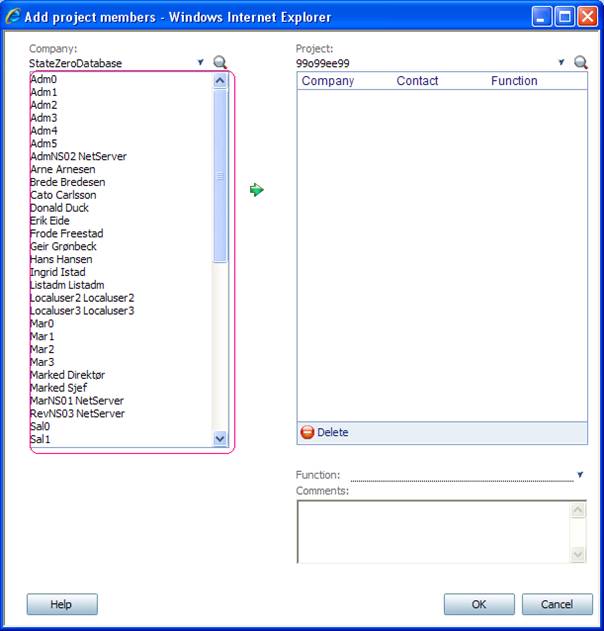 Add project members - Windows Internet Explorer
Company:
StateZeroDatabase
Adm0
Adm1
Adm2
Adm3
Adm4
Adm5
AdmNS02 NetServer
Arne Arnesen
Brede Bredesen
Cato Carlsson
Donald Duck
Erik Eide
Frode Freestad
Geir Grønbeck
Hans Hansen
Ingrid Istad
Listadm Listadm
Localuser2 Localuser2
Localuser3 Localuser3
Mar0
Mar1
Mar2
Mar3
Marked Direktør
Marked Sjef
MarNS01 NetServer
RevNS03 NetServer
Sal0
Sal1
Project:
99o99ee99
Company Contact Function
Delete
Function:
Comments:
Help
OK
Cancel